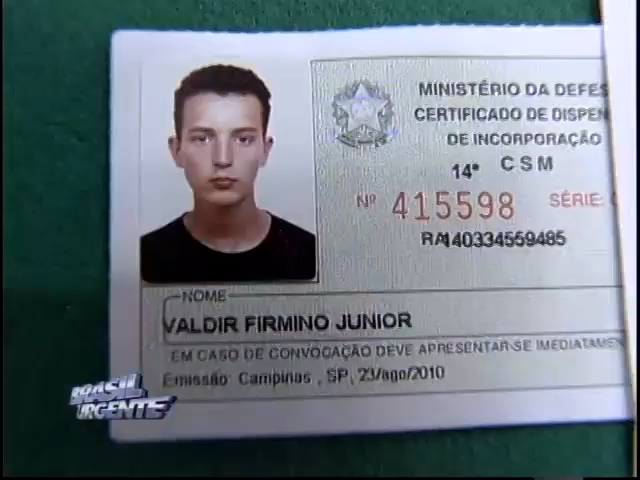 MINISTÉRIO DA DEFES
CERTIFICADO DE DISPEN
DE INCORPORAÇÃO
14ª CSM
Nº 415598 SÉRIE:
RA 140334559485
NOME
VALDIR FIRMINO JUNIOR
EM CASO DE CONVOCAÇÃO DEVE APRESENTAR-SE IMEDIATAMEN
Emissão: Campinas , SP, 23/ago/2010
BRASIL
URGENTE